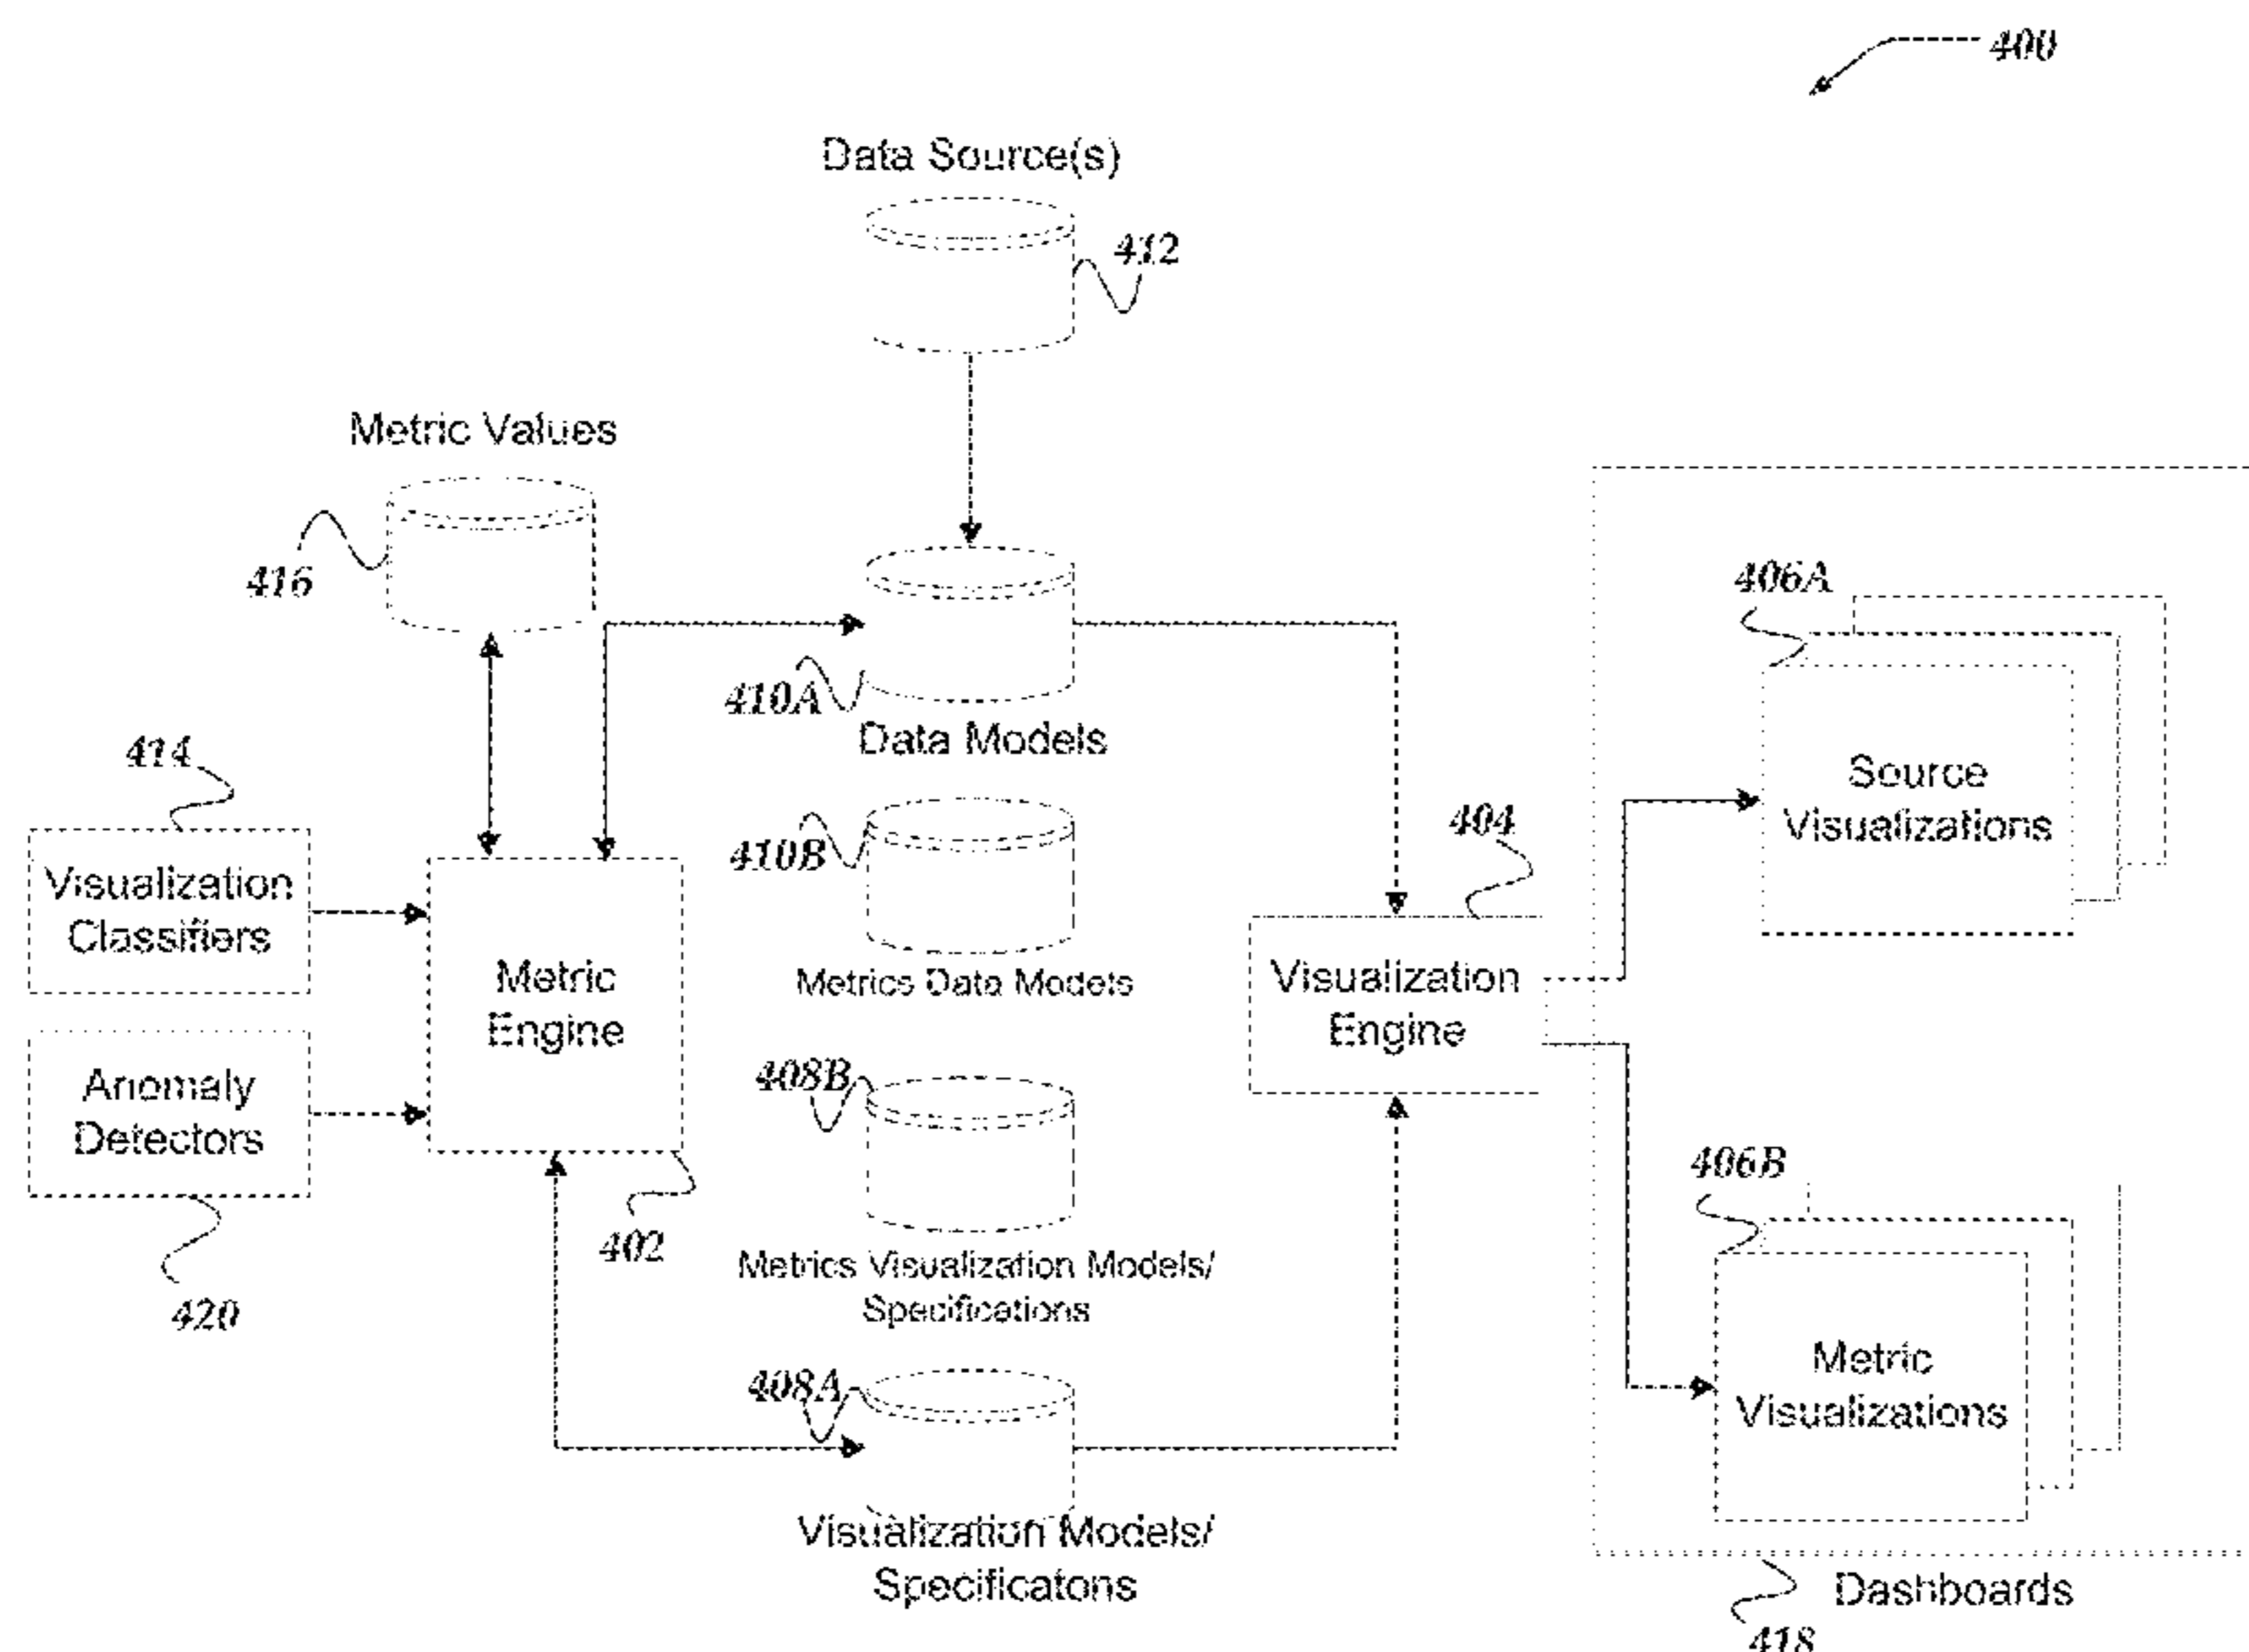 400
Data Source(s)
412
Metric Values
416
406A
410A
Data Models
414
Source
Visualizations
404
410B
Visualization
Classifiers
Metric
Engine
Metrics Data Models
Visualization
Engine
408B
Anomaly
Detectors
406B
402
Metrics Visualization Models/
Specifications
420
Metric
Visualizations
408A
Visualization Models/
Specificatons
Dashboards
418